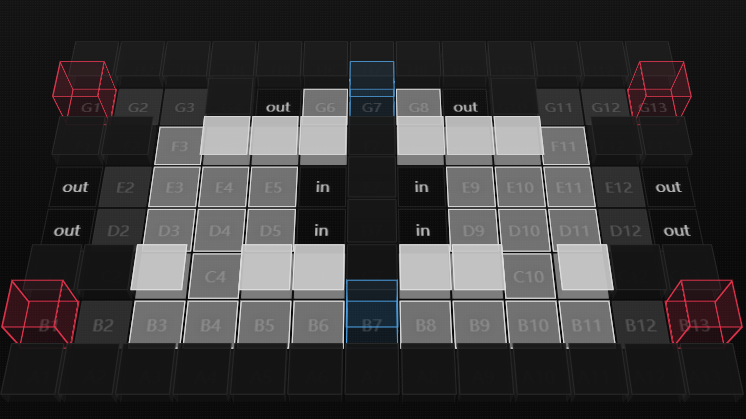 G1 G2 G3 out G6 G7 G8 out G11 G12 G13
F3 F11
out E2 E3 E4 E5 in in E9 E10 E11 E12 out
out D2 D3 D4 D5 in in D9 D10 D11 D12 out
C4 C10
B1 B2 B3 B4 B5 B6 B7 B8 B9 B10 B11 B12 B13